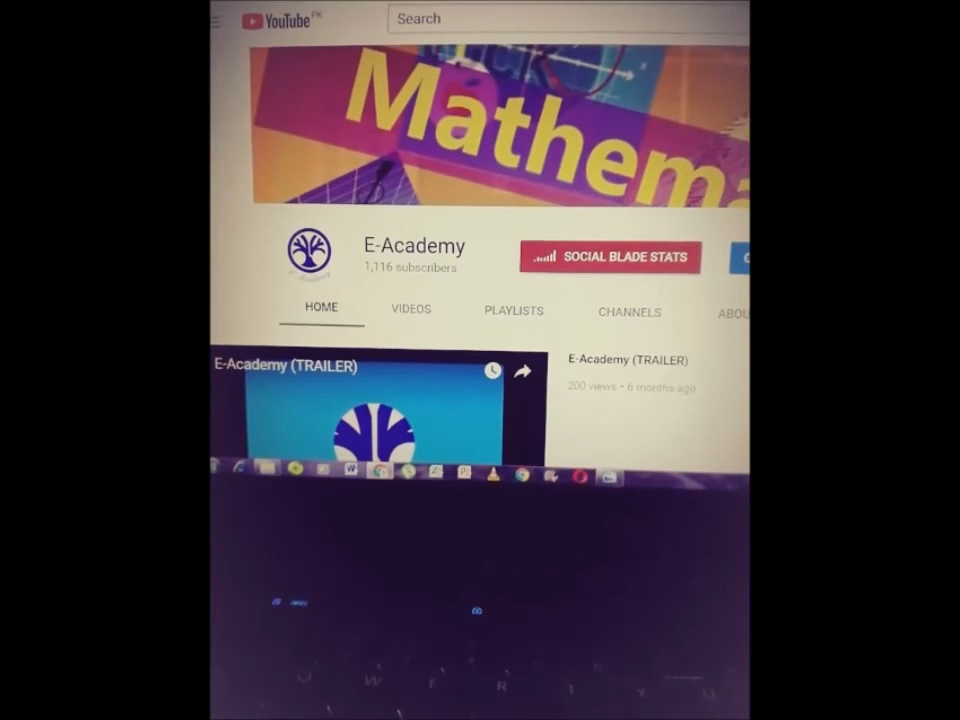 YouTube PK
Search
Mathema
E-Academy
1,116 subscribers
SOCIAL BLADE STATS
HOME VIDEOS PLAYLISTS CHANNELS ABOU
E-Academy (TRAILER)
E-Academy (TRAILER)
200 views • 6 months ago
W E R T Y U